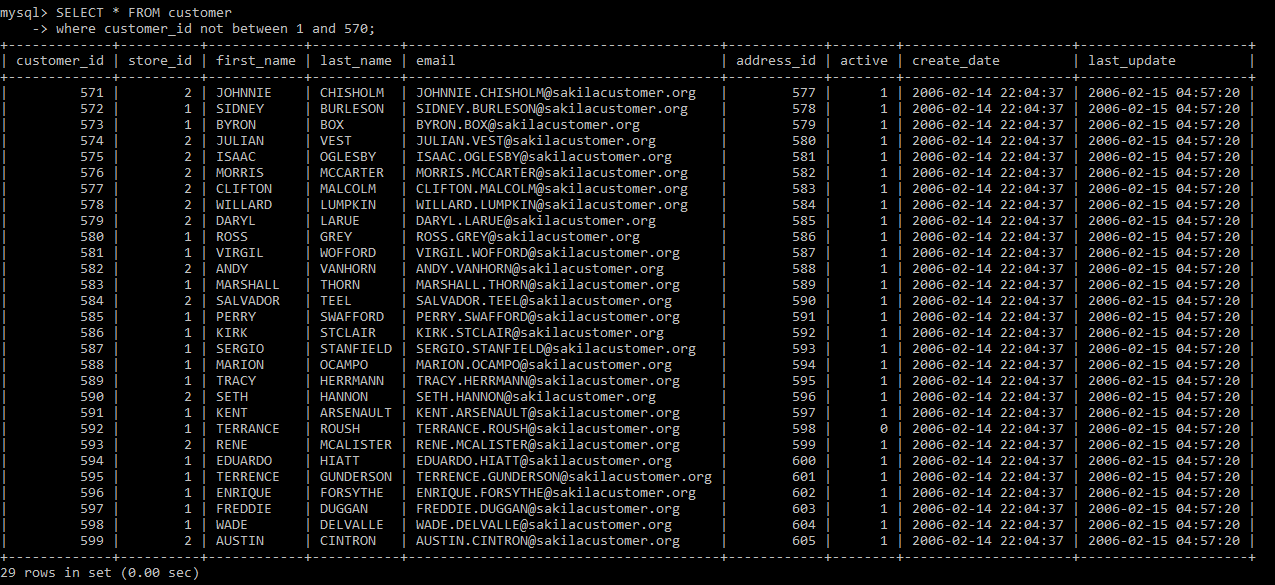 mysql> SELECT * FROM customer
    -> where customer_id not between 1 and 570;
+-------------+----------+------------+------------+----------------------------------------+------------+--------+---------------------+---------------------+
| customer_id | store_id | first_name | last_name | email | address_id | active | create_date | last_update |
+-------------+----------+------------+------------+----------------------------------------+------------+--------+---------------------+---------------------+
| 571 | 2 | JOHNNIE | CHISHOLM | JOHNNIE.CHISHOLM@sakilacustomer.org | 577 | 1 | 2006-02-14 22:04:37 | 2006-02-15 04:57:20 |
| 572 | 1 | SIDNEY | BURLESON | SIDNEY.BURLESON@sakilacustomer.org | 578 | 1 | 2006-02-14 22:04:37 | 2006-02-15 04:57:20 |
| 573 | 1 | BYRON | BOX | BYRON.BOX@sakilacustomer.org | 579 | 1 | 2006-02-14 22:04:37 | 2006-02-15 04:57:20 |
| 574 | 2 | JULIAN | VEST | JULIAN.VEST@sakilacustomer.org | 580 | 1 | 2006-02-14 22:04:37 | 2006-02-15 04:57:20 |
| 575 | 2 | ISAAC | OGLESBY | ISAAC.OGLESBY@sakilacustomer.org | 581 | 1 | 2006-02-14 22:04:37 | 2006-02-15 04:57:20 |
| 576 | 2 | MORRIS | MCCARTER | MORRIS.MCCARTER@sakilacustomer.org | 582 | 1 | 2006-02-14 22:04:37 | 2006-02-15 04:57:20 |
| 577 | 2 | CLIFTON | MALCOLM | CLIFTON.MALCOLM@sakilacustomer.org | 583 | 1 | 2006-02-14 22:04:37 | 2006-02-15 04:57:20 |
| 578 | 2 | WILLARD | LUMPKIN | WILLARD.LUMPKIN@sakilacustomer.org | 584 | 1 | 2006-02-14 22:04:37 | 2006-02-15 04:57:20 |
| 579 | 2 | DARYL | LARUE | DARYL.LARUE@sakilacustomer.org | 585 | 1 | 2006-02-14 22:04:37 | 2006-02-15 04:57:20 |
| 580 | 1 | ROSS | GREY | ROSS.GREY@sakilacustomer.org | 586 | 1 | 2006-02-14 22:04:37 | 2006-02-15 04:57:20 |
| 581 | 1 | VIRGIL | WOFFORD | VIRGIL.WOFFORD@sakilacustomer.org | 587 | 1 | 2006-02-14 22:04:37 | 2006-02-15 04:57:20 |
| 582 | 2 | ANDY | VANHORN | ANDY.VANHORN@sakilacustomer.org | 588 | 1 | 2006-02-14 22:04:37 | 2006-02-15 04:57:20 |
| 583 | 1 | MARSHALL | THORN | MARSHALL.THORN@sakilacustomer.org | 589 | 1 | 2006-02-14 22:04:37 | 2006-02-15 04:57:20 |
| 584 | 2 | SALVADOR | TEEL | SALVADOR.TEEL@sakilacustomer.org | 590 | 1 | 2006-02-14 22:04:37 | 2006-02-15 04:57:20 |
| 585 | 1 | PERRY | SWAFFORD | PERRY.SWAFFORD@sakilacustomer.org | 591 | 1 | 2006-02-14 22:04:37 | 2006-02-15 04:57:20 |
| 586 | 1 | KIRK | STCLAIR | KIRK.STCLAIR@sakilacustomer.org | 592 | 1 | 2006-02-14 22:04:37 | 2006-02-15 04:57:20 |
| 587 | 1 | SERGIO | STANFIELD | SERGIO.STANFIELD@sakilacustomer.org | 593 | 1 | 2006-02-14 22:04:37 | 2006-02-15 04:57:20 |
| 588 | 1 | MARION | OCAMPO | MARION.OCAMPO@sakilacustomer.org | 594 | 1 | 2006-02-14 22:04:37 | 2006-02-15 04:57:20 |
| 589 | 1 | TRACY | HERRMANN | TRACY.HERRMANN@sakilacustomer.org | 595 | 1 | 2006-02-14 22:04:37 | 2006-02-15 04:57:20 |
| 590 | 2 | SETH | HANNON | SETH.HANNON@sakilacustomer.org | 596 | 1 | 2006-02-14 22:04:37 | 2006-02-15 04:57:20 |
| 591 | 1 | KENT | ARSENAULT | KENT.ARSENAULT@sakilacustomer.org | 597 | 1 | 2006-02-14 22:04:37 | 2006-02-15 04:57:20 |
| 592 | 1 | TERRANCE | ROUSH | TERRANCE.ROUSH@sakilacustomer.org | 598 | 0 | 2006-02-14 22:04:37 | 2006-02-15 04:57:20 |
| 593 | 2 | RENE | MCALISTER | RENE.MCALISTER@sakilacustomer.org | 599 | 1 | 2006-02-14 22:04:37 | 2006-02-15 04:57:20 |
| 594 | 1 | EDUARDO | HIATT | EDUARDO.HIATT@sakilacustomer.org | 600 | 1 | 2006-02-14 22:04:37 | 2006-02-15 04:57:20 |
| 595 | 1 | TERRENCE | GUNDERSON | TERRENCE.GUNDERSON@sakilacustomer.org | 601 | 1 | 2006-02-14 22:04:37 | 2006-02-15 04:57:20 |
| 596 | 1 | ENRIQUE | FORSYTHE | ENRIQUE.FORSYTHE@sakilacustomer.org | 602 | 1 | 2006-02-14 22:04:37 | 2006-02-15 04:57:20 |
| 597 | 1 | FREDDIE | DUGGAN | FREDDIE.DUGGAN@sakilacustomer.org | 603 | 1 | 2006-02-14 22:04:37 | 2006-02-15 04:57:20 |
| 598 | 1 | WADE | DELVALLE | WADE.DELVALLE@sakilacustomer.org | 604 | 1 | 2006-02-14 22:04:37 | 2006-02-15 04:57:20 |
| 599 | 2 | AUSTIN | CINTRON | AUSTIN.CINTRON@sakilacustomer.org | 605 | 1 | 2006-02-14 22:04:37 | 2006-02-15 04:57:20 |
+-------------+----------+------------+------------+----------------------------------------+------------+--------+---------------------+---------------------+
29 rows in set (0.00 sec)